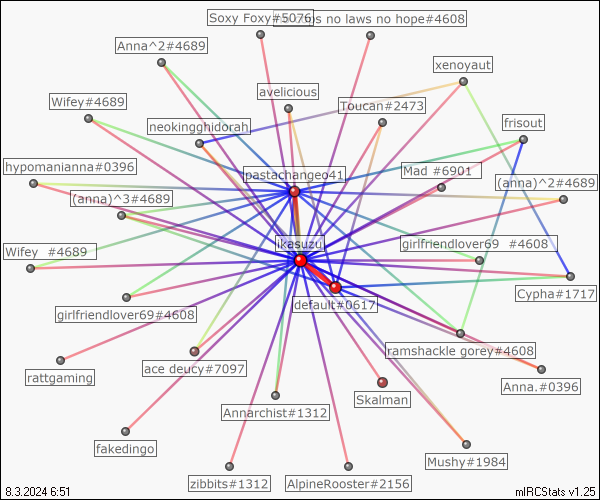 Soxy Foxy#5076
no laws no hope#4608
Anna^2#4689
xenoyaut
avelicious
Wifey#4689
Toucan#2473
neokingghidorah
frisout
hypomanianna#0396
pastachangeo41
Mad #6901
(anna)^2#4689
(anna)^3#4689
likasuzu
Wifey #4689
girlfriendlover69 #4608
Cypha#1717
girlfriendlover69#4608
default#0617
ramshackle gorey#4608
rattgaming
ace deucy#7097
Anna.#0396
Skalman
Annarchist#1312
fakedingo
Mushy#1984
zibbits#1312
AlpineRooster#2156
8.3.2024 6:51
mIRCStats v1.25